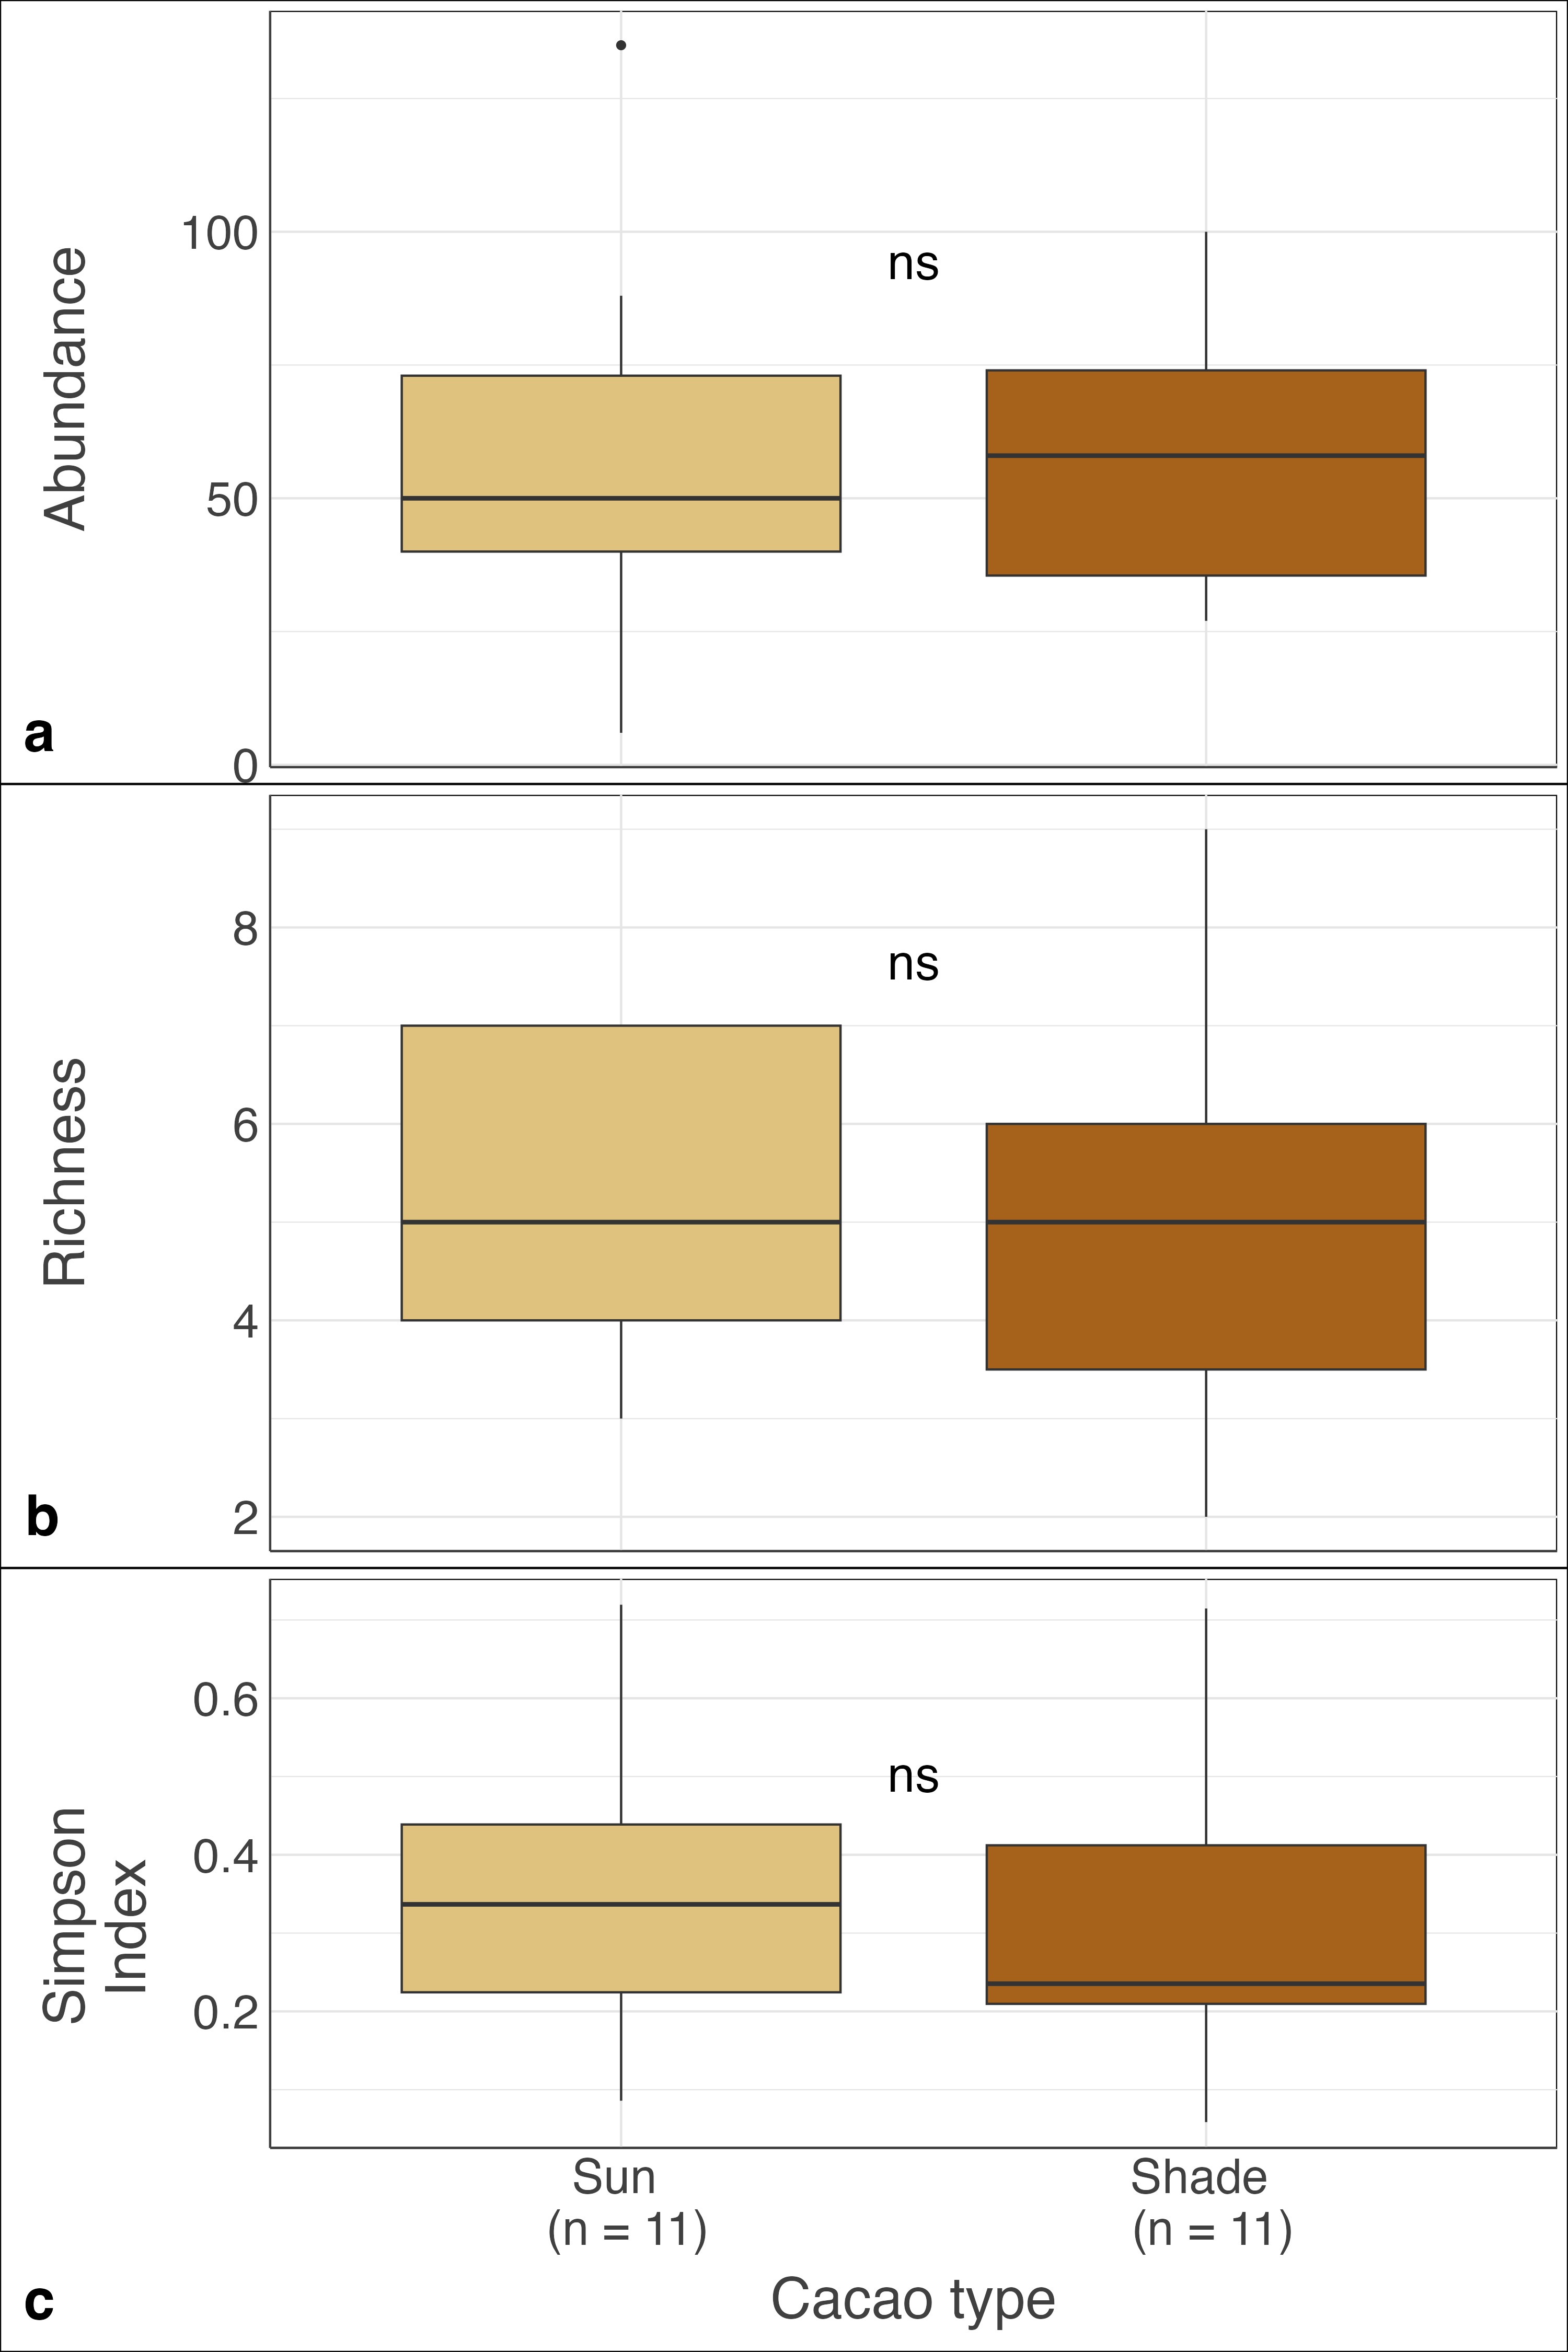 Abundance
100
ns
50
0
a
Richness
8
ns
6
4
2
b
Simpson
Index
0.6
ns
0.4
0.2
Sun
(n = 11)
Shade
(n = 11)
Cacao type
c